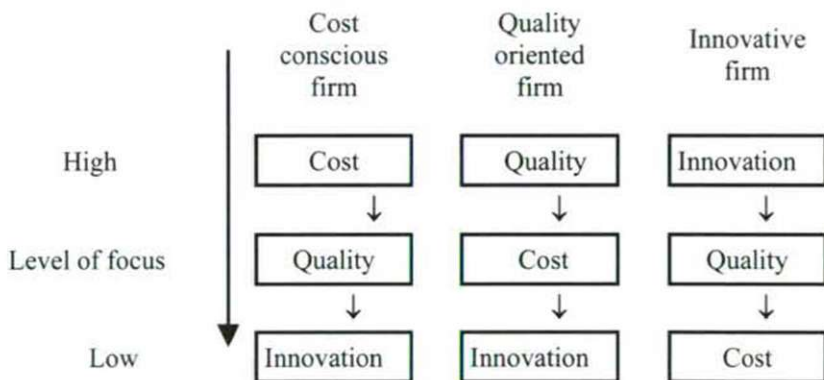 Cost
conscious
firm
Quality
oriented
firm
Innovative
firm
High
Cost
Quality
Innovation
Level of focus
Quality
Cost
Quality
Low
Innovation
Innovation
Cost